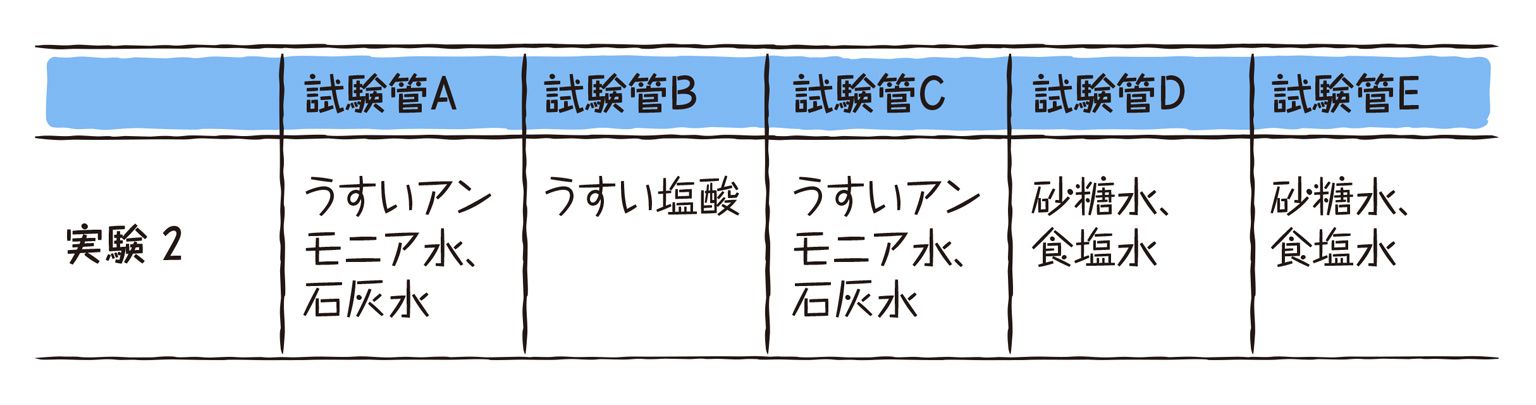 試験管A
試験管B
試験管C
試験管D
試験管E
実験 2
うすいアン
モニア水、
石灰水
うすい塩酸
うすいアン
モニア水、
石灰水
砂糖水、
食塩水
砂糖水、
食塩水